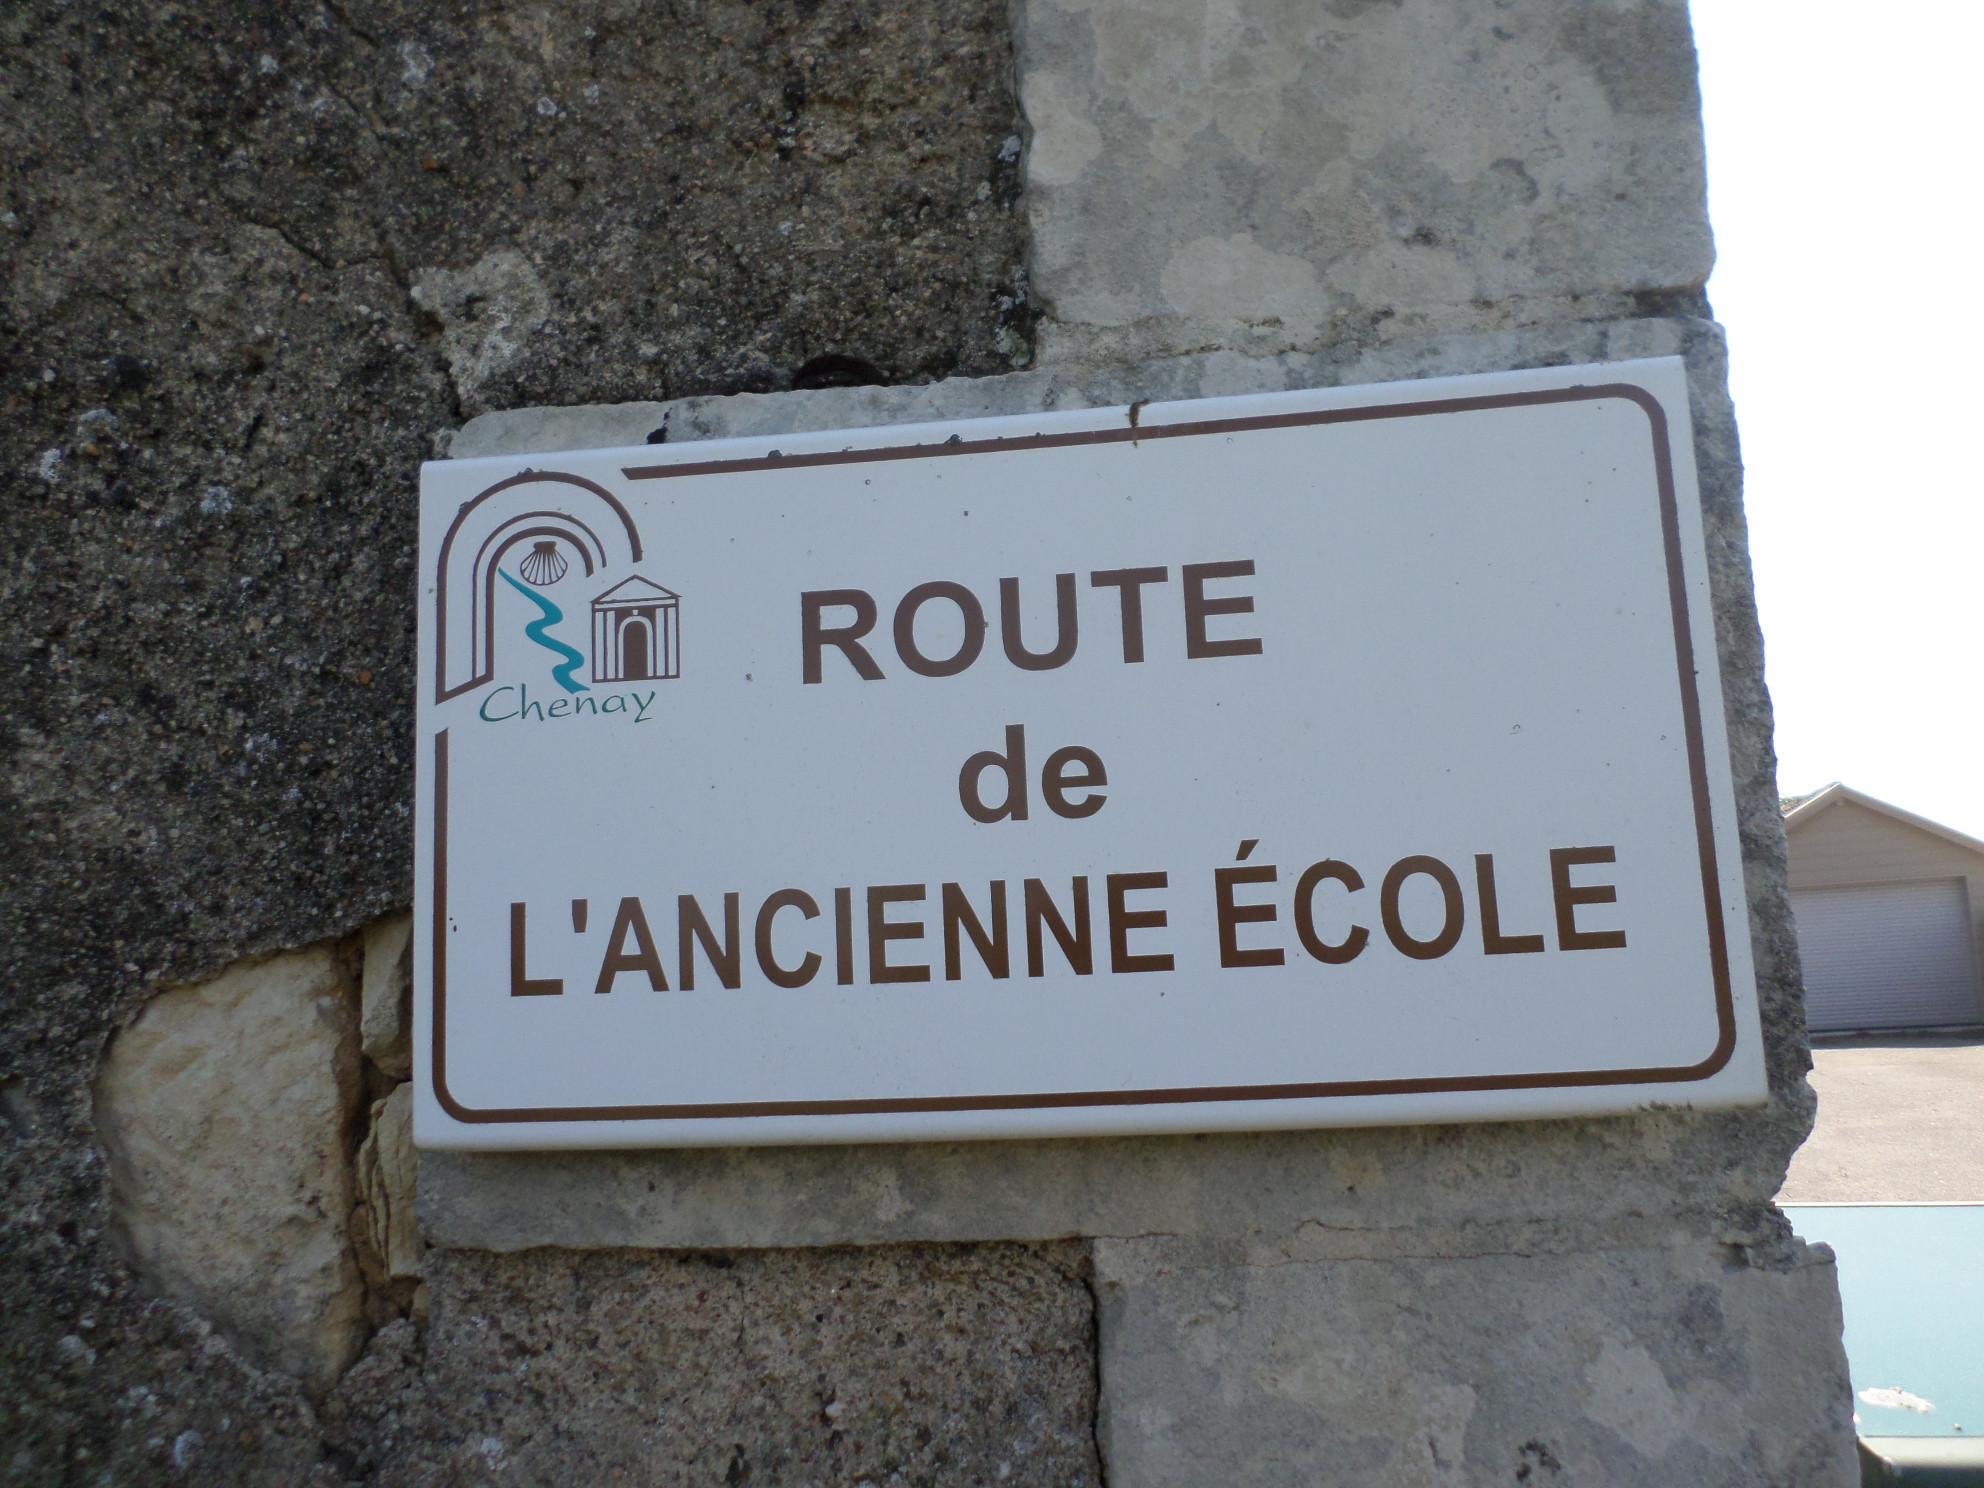 Chenay
ROUTE
de
L'ANCIENNE ÉCOLE